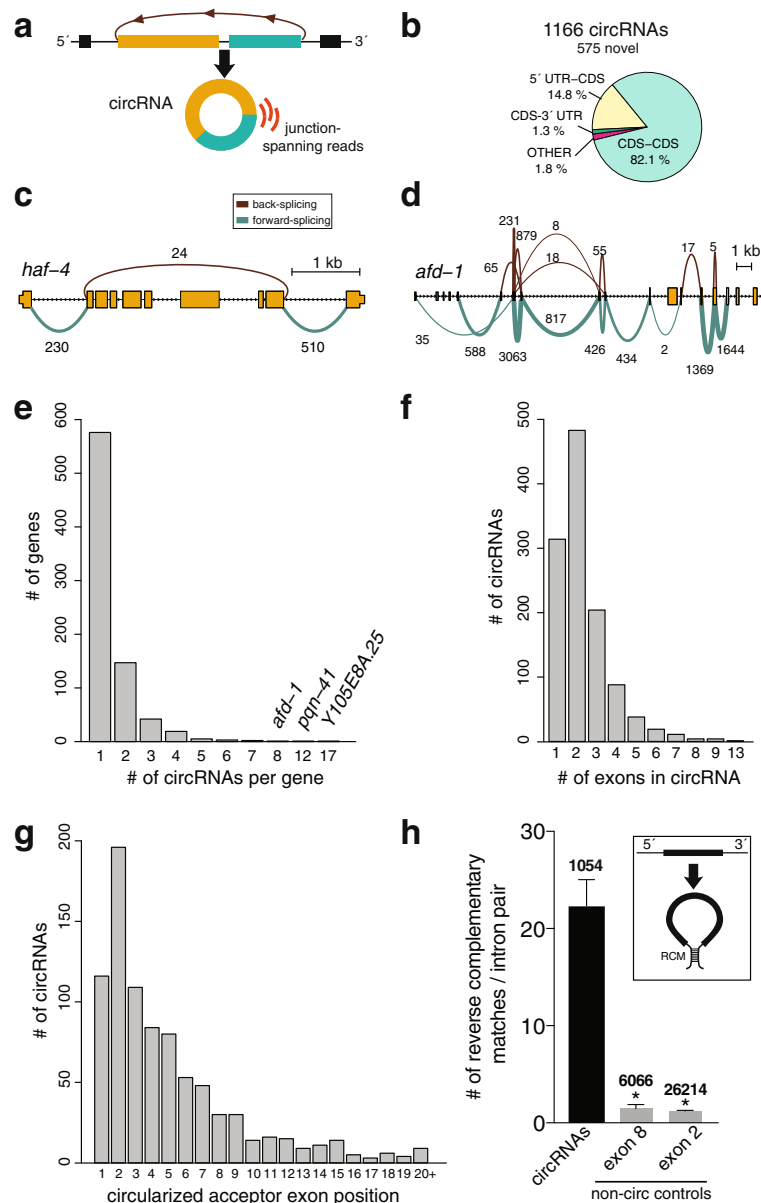 a
5´
3´
circRNA
junction-
spanning reads
b
1166 circRNAs
575 novel
5´ UTR–CDS
14.8 %
CDS-3´ UTR
1.3 %
OTHER
1.8 %
CDS–CDS
82.1 %
c
back-splicing
forward-splicing
haf–4
24
1 kb
230
510
d
afd–1
231
879
8
65
18
55
17
5
1 kb
35
588
3063
817
426
434
2
1369
1644
e
# of genes
0
100
200
300
400
500
600
afd–1
pqn–41
Y105E8A.25
1 2 3 4 5 6 7 8 12 17
# of circRNAs per gene
f
# of circRNAs
0
100
200
300
400
500
1 2 3 4 5 6 7 8 9 13
# of exons in circRNA
g
# of circRNAs
0
50
100
150
200
1 2 3 4 5 6 7 8 9 10 11 12 13 14 15 16 17 18 19 20+
circularized acceptor exon position
h
# of reverse complementary
matches / intron pair
30
20
10
0
1054
6066
*
26214
*
5´
3´
RCM
circRNAs
exon 8
exon 2
non-circ controls